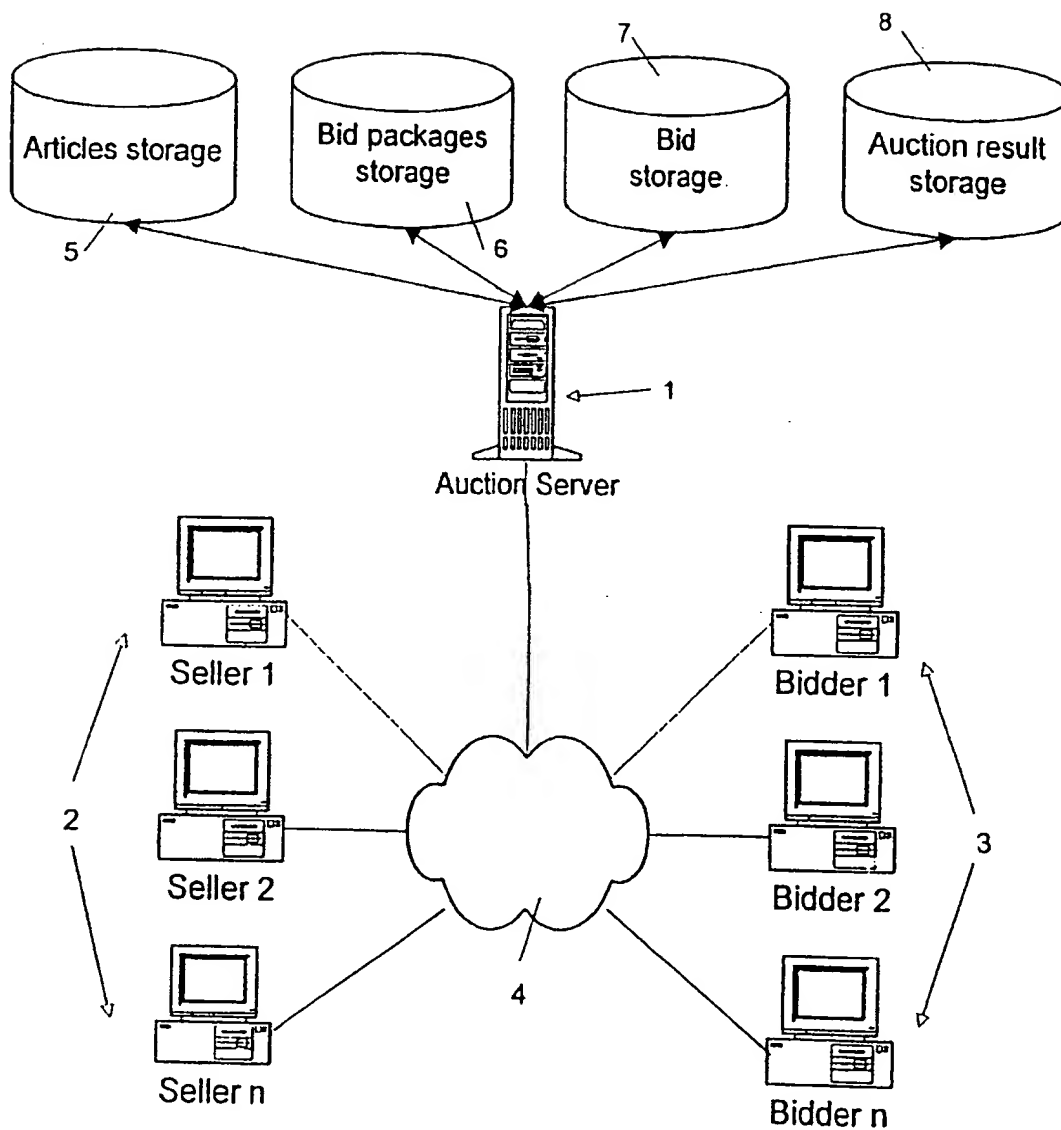 7
8
Articles storage
Bid packages
storage
Bid
storage
Auction result
storage
5
6
1
Auction Server
Seller 1
Bidder 1
2
3
Seller 2
Bidder 2
4
Seller n
Bidder n